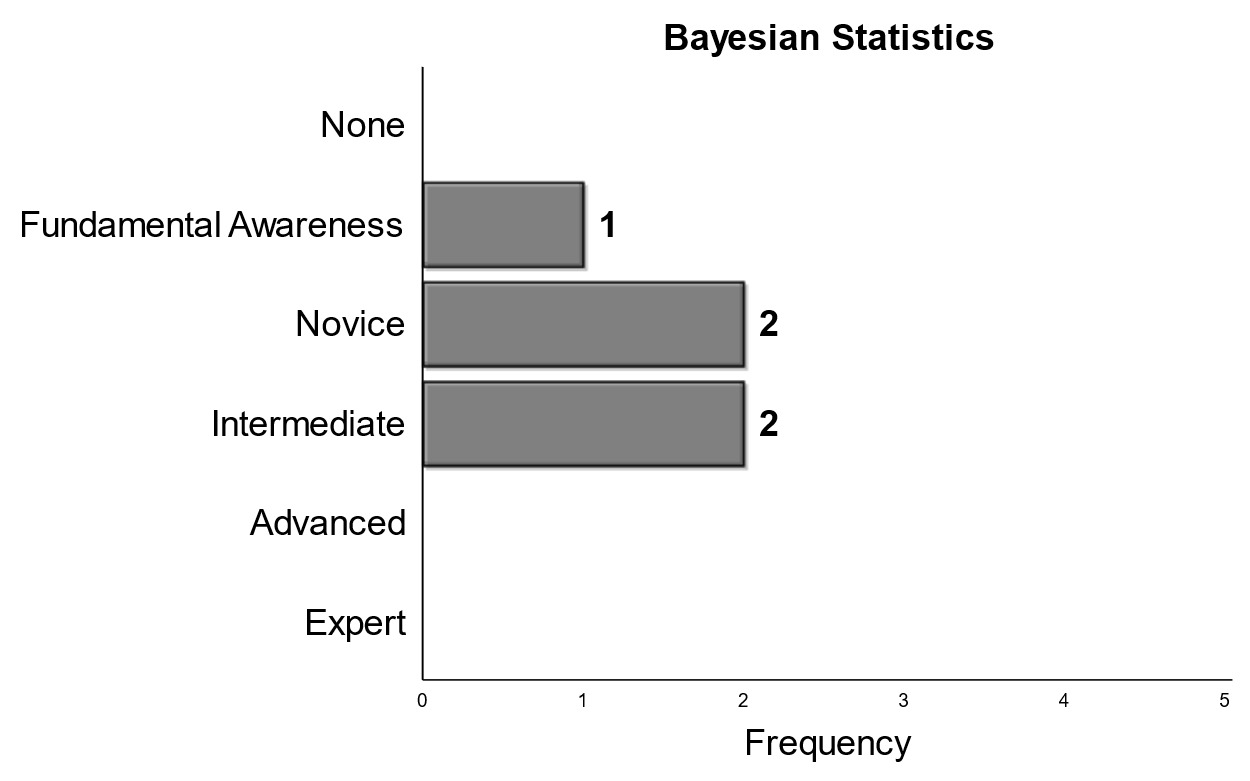 Bayesian Statistics
None
Fundamental Awareness
1
Novice
2
Intermediate
2
Advanced
Expert
0 1 2 3 4 5
Frequency